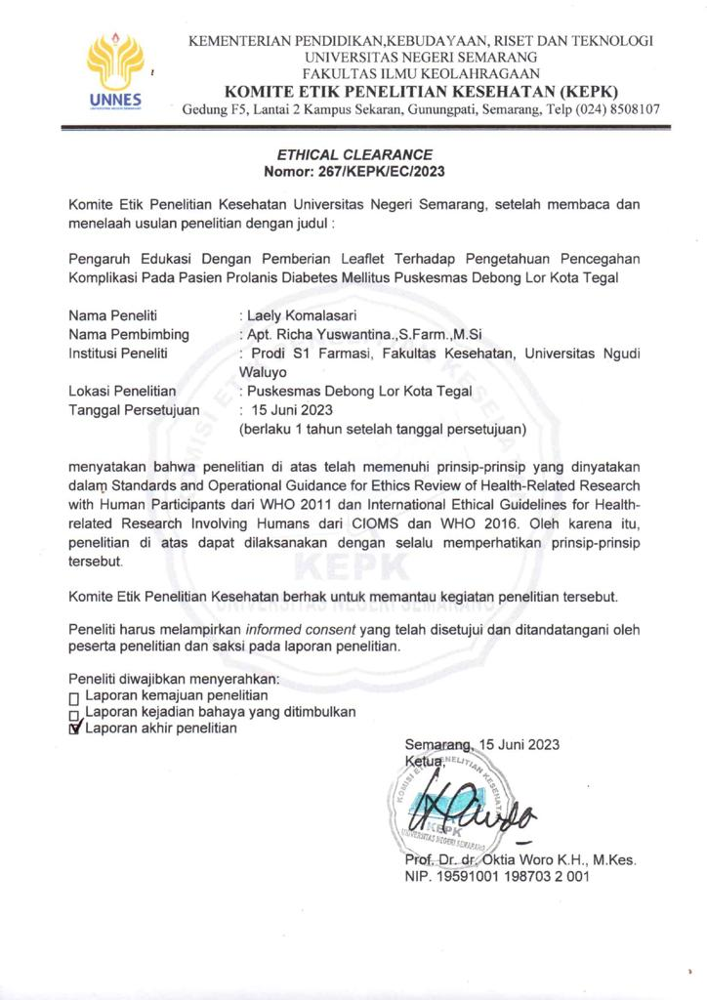 KEMENTERIAN PENDIDIKAN,KEBUDAYAAN, RISET DAN TEKNOLOGI
UNIVERSITAS NEGERI SEMARANG
FAKULTAS ILMU KEOLAHRAGAAN
KOMITE ETIK PENELITIAN KESEHATAN (KEPK)
Gedung F5, Lantai 2 Kampus Sekaran, Gunungpati, Semarang, Telp (024) 8508107
UNNES
UNIVERSITAS NEGERI SEMARANG
ETHICAL CLEARANCE
Nomor: 267/KEPK/EC/2023
Komite Etik Penelitian Kesehatan Universitas Negeri Semarang, setelah membaca dan
menelaah usulan penelitian dengan judul :
Pengaruh Edukasi Dengan Pemberian Leaflet Terhadap Pengetahuan Pencegahan
Komplikasi Pada Pasien Prolanis Diabetes Mellitus Puskesmas Debong Lor Kota Tegal
Nama Peneliti : Laely Komalasari
Nama Pembimbing : Apt. Richa Yuswantina.,S.Farm.,M.Si
Institusi Peneliti : Prodi S1 Farmasi, Fakultas Kesehatan, Universitas Ngudi
Waluyo
Lokasi Penelitian : Puskesmas Debong Lor Kota Tegal
Tanggal Persetujuan : 15 Juni 2023
(berlaku 1 tahun setelah tanggal persetujuan)
menyatakan bahwa penelitian di atas telah memenuhi prinsip-prinsip yang dinyatakan
dalam Standards and Operational Guidance for Ethics Review of Health-Related Research
with Human Participants dari WHO 2011 dan International Ethical Guidelines for Health-
related Research Involving Humans dari CIOMS dan WHO 2016. Oleh karena itu,
penelitian di atas dapat dilaksanakan dengan selalu memperhatikan prinsip-prinsip
tersebut.
KEPK
UNIVERSITAS NEGERI SEMARANG
Komite Etik Penelitian Kesehatan berhak untuk memantau kegiatan penelitian tersebut.
Peneliti harus melampirkan informed consent yang telah disetujui dan ditandatangani oleh
peserta penelitian dan saksi pada laporan penelitian.
Peneliti diwajibkan menyerahkan:
Laporan kemajuan penelitian
Laporan kejadian bahaya yang ditimbulkan
Laporan akhir penelitian
Semarang, 15 Juni 2023
Ketua,
KOMISI ETIK PENELITIAN KESEHATAN
KEPK
UNIVERSITAS NEGERI SEMARANG
Prof. Dr. dr. Oktia Woro K.H., M.Kes.
NIP. 19591001 198703 2 001